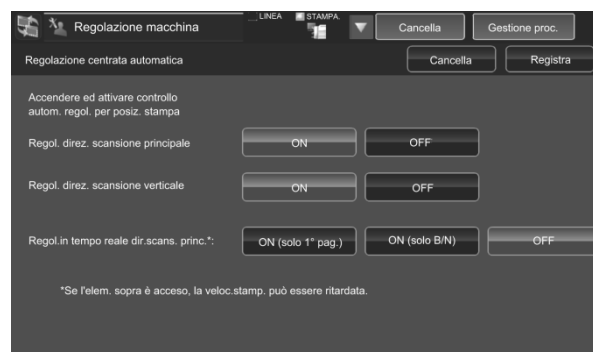 Regolazione macchina
LINEA
STAMPA.
Cancella
Gestione proc.
Regolazione centrata automatica
Cancella
Registra
Accendere ed attivare controllo
autom. regol. per posiz. stampa
Regol. direz. scansione principale
ON
OFF
Regol. direz. scansione verticale
ON
OFF
Regol.in tempo reale dir.scans. princ.*:
ON (solo 1° pag.)
ON (solo B/N)
OFF
*Se l'elem. sopra è acceso, la veloc.stamp. può essere ritardata.